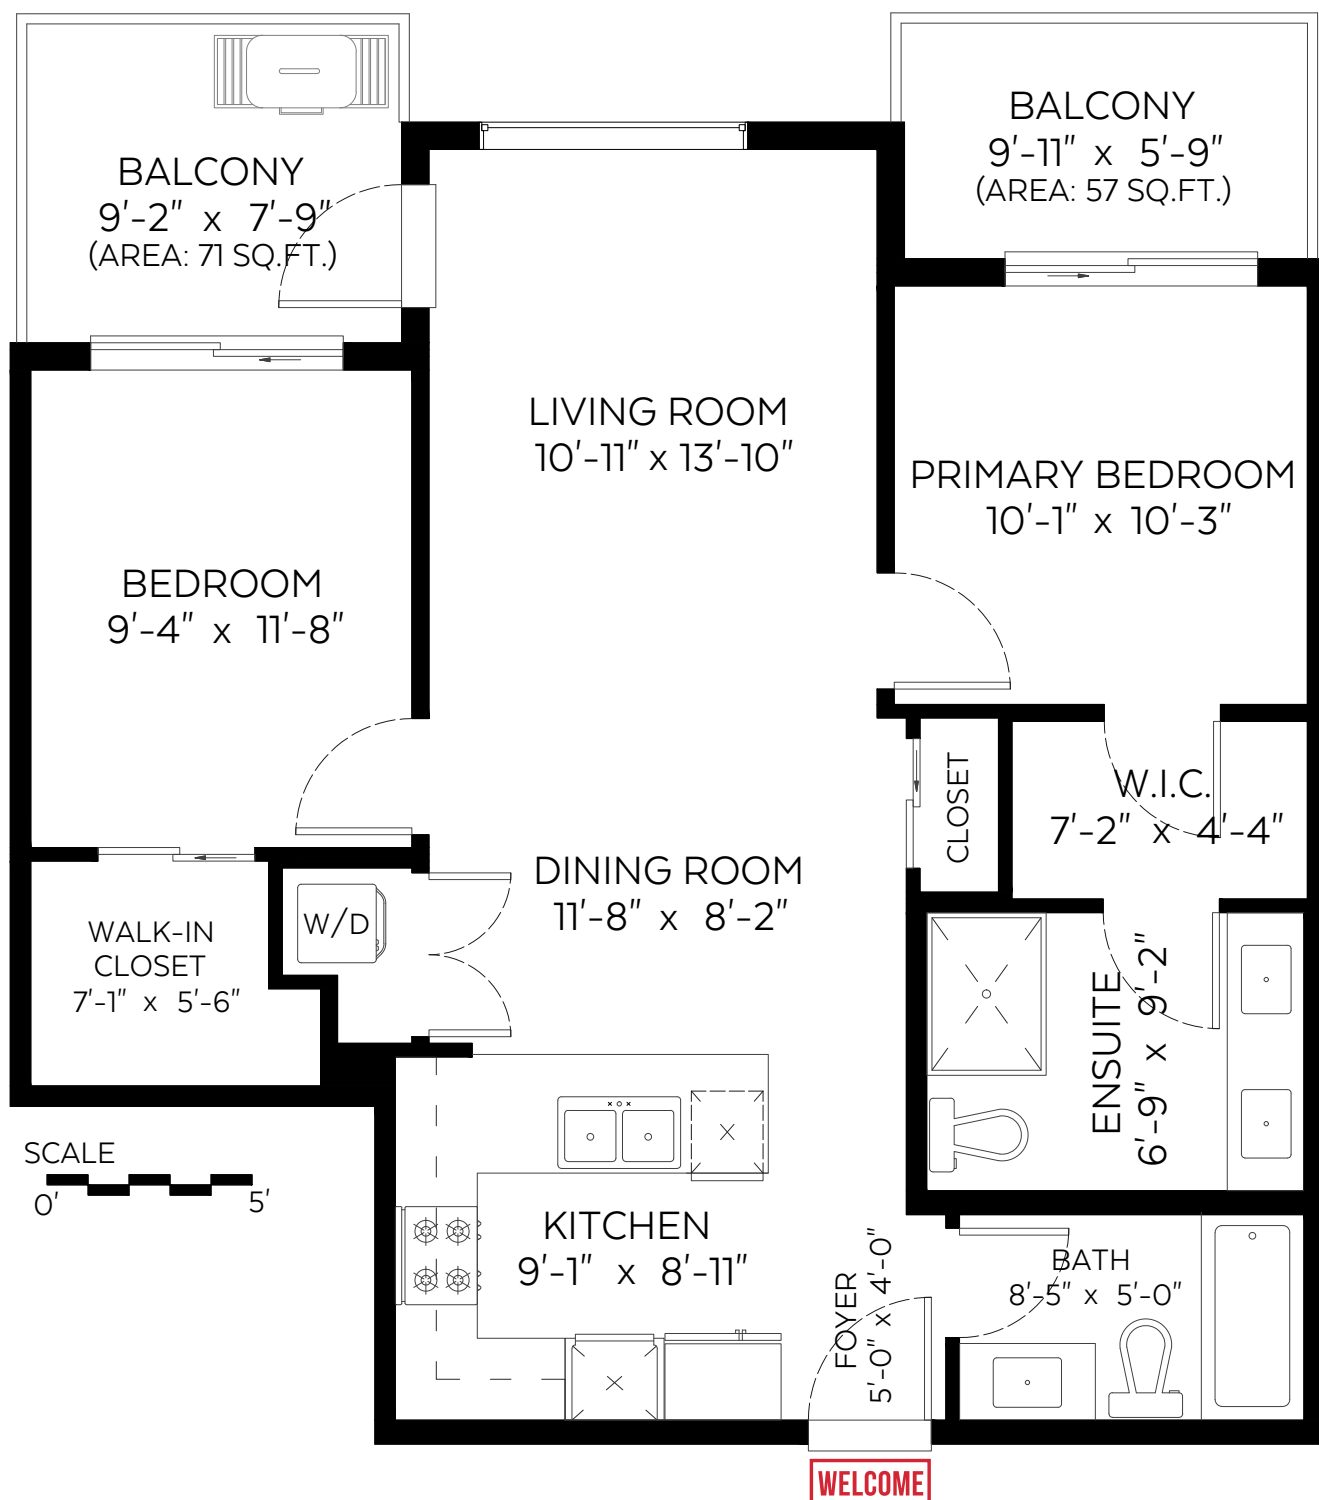 BALCONY
9'-2" x 7'-9"
(AREA: 71 SQ.FT.)
BALCONY
9'-11" x 5'-9"
(AREA: 57 SQ.FT.)
LIVING ROOM
10'-11" x 13'-10"
PRIMARY BEDROOM
10'-1" x 10'-3"
BEDROOM
9'-4" x 11'-8"
CLOSET
W.I.C.
7'-2" x 4'-4"
DINING ROOM
11'-8" x 8'-2"
W/D
WALK-IN
CLOSET
7'-1" x 5'-6"
ENSUITE
6'-9" x 9'-2"
SCALE
0' 5'
KITCHEN
9'-1" x 8'-11"
FOYER
5'-0" x 4'-0"
BATH
8'-5" x 5'-0"
WELCOME